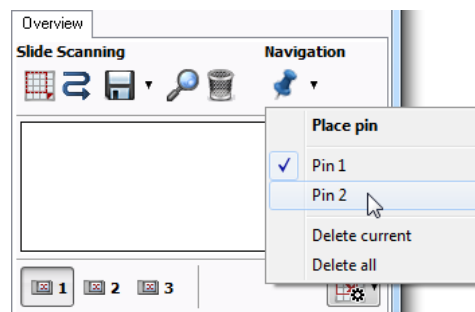 Overview
Slide Scanning Navigation
Place pin
Pin 1
Pin 2
Delete current
Delete all
1 2 3